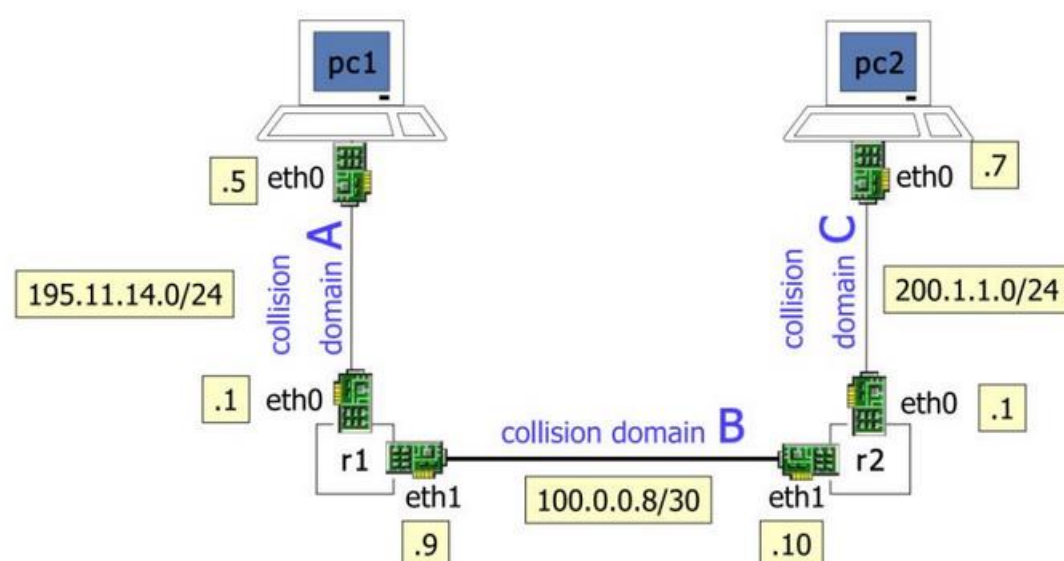 pc1
pc2
.5
eth0
eth0
.7
collision
domain A
collision
domain C
195.11.14.0/24
200.1.1.0/24
.1
eth0
eth0
.1
collision domain B
r1
r2
eth1
100.0.0.8/30
eth1
.9
.10